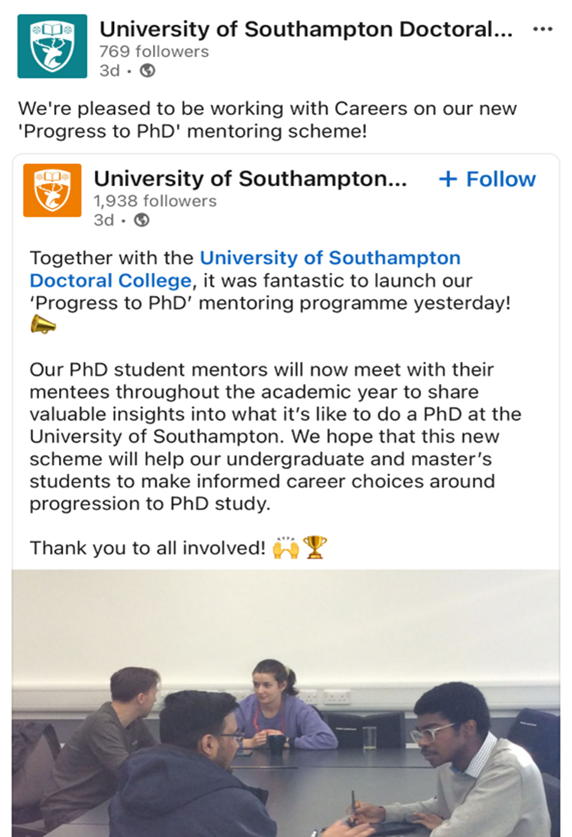 University of Southampton Doctoral...
769 followers
3d •
We're pleased to be working with Careers on our new
'Progress to PhD' mentoring scheme!
University of Southampton...
+ Follow
1,938 followers
3d •
Together with the University of Southampton
Doctoral College, it was fantastic to launch our
‘Progress to PhD’ mentoring programme yesterday!
📣
Our PhD student mentors will now meet with their
mentees throughout the academic year to share
valuable insights into what it’s like to do a PhD at the
University of Southampton. We hope that this new
scheme will help our undergraduate and master’s
students to make informed career choices around
progression to PhD study.
Thank you to all involved! 🙌🏆